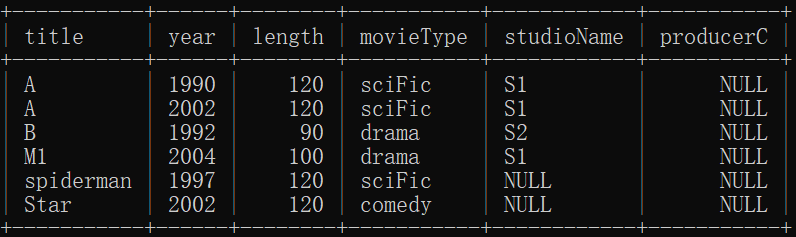 title year length movieType studioName producerC
A 1990 120 sciFic S1 NULL
A 2002 120 sciFic S1 NULL
B 1992 90 drama S2 NULL
M1 2004 100 drama S1 NULL
spiderman 1997 120 sciFic NULL NULL
Star 2002 120 comedy NULL NULL